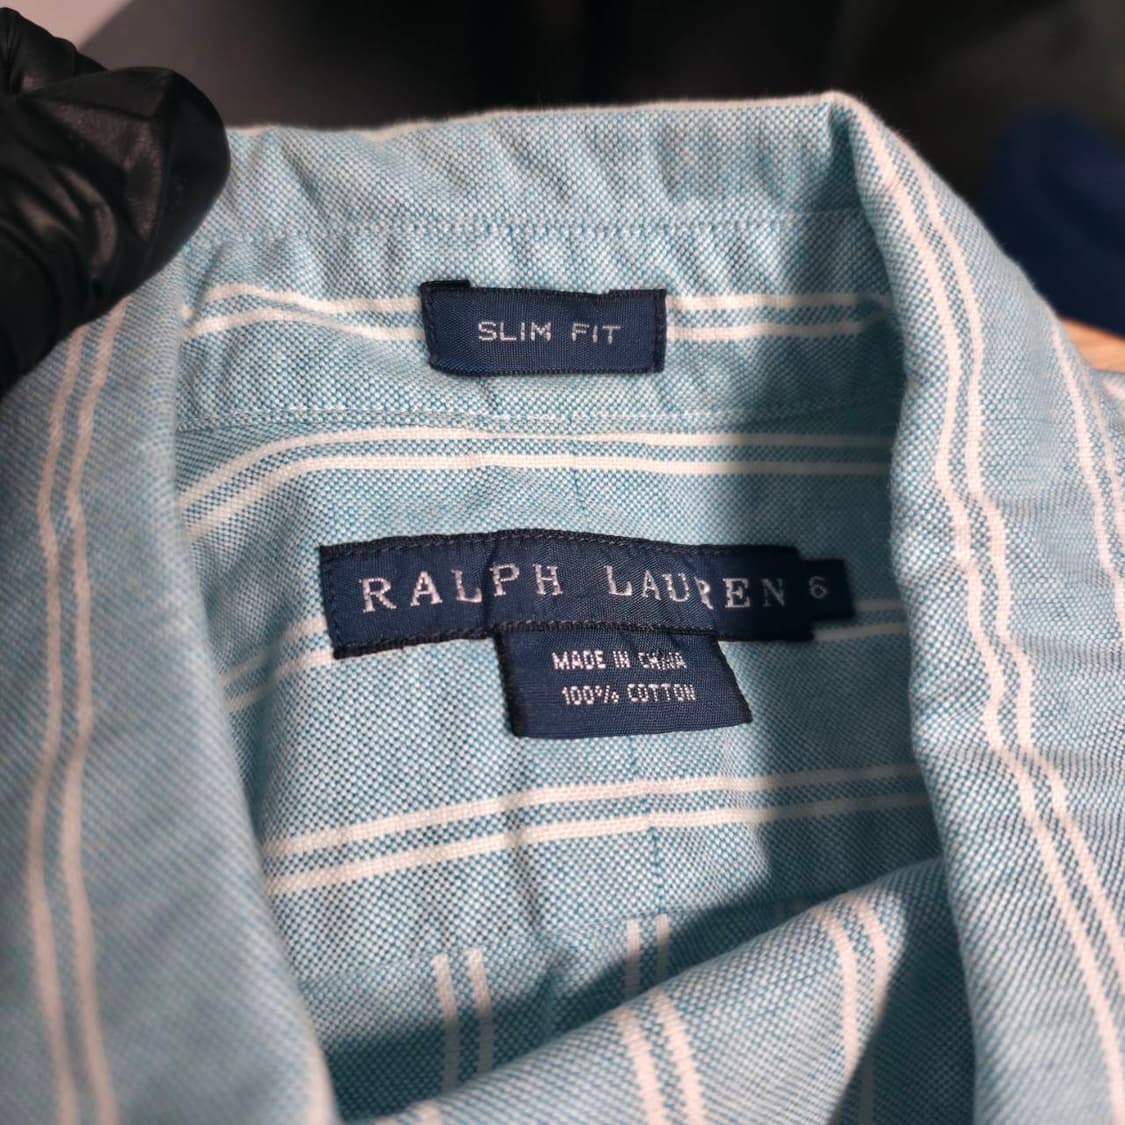 SLIM FIT
RALPH LAUREN 6
MADE IN CHINA
100% COTTON